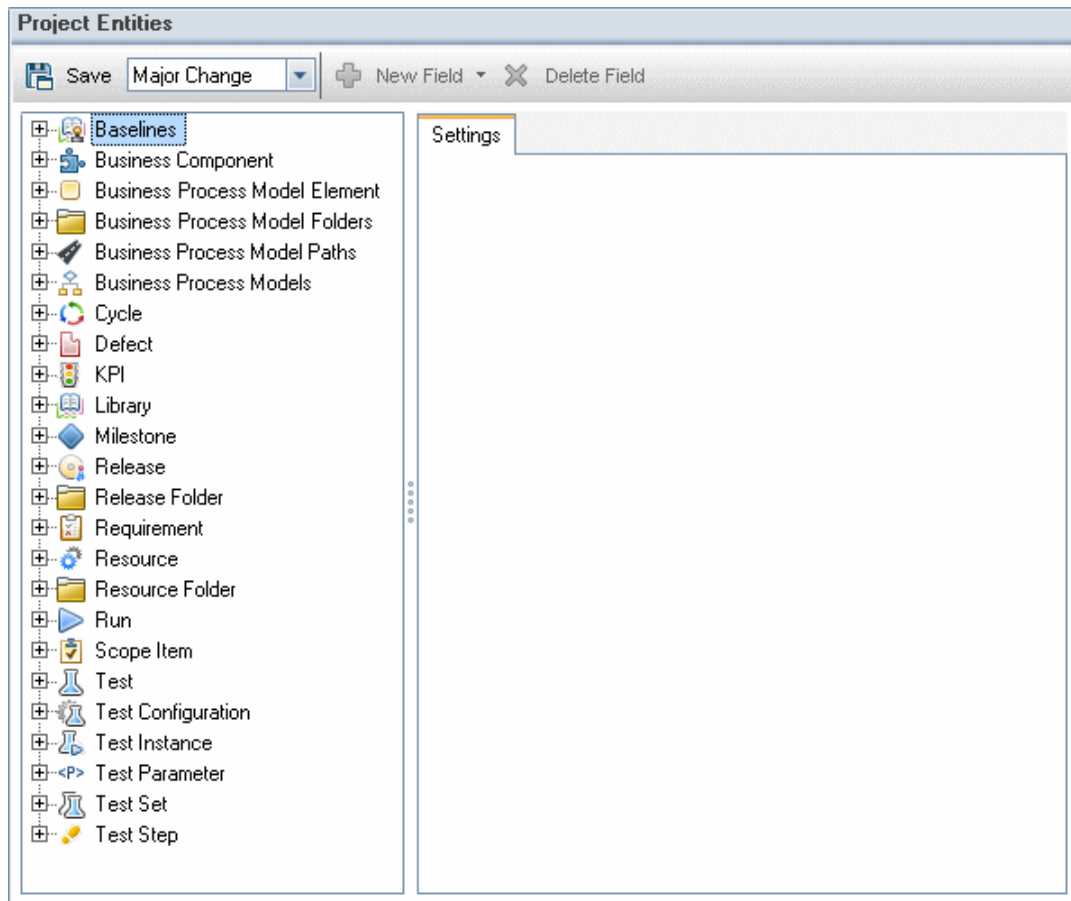 Project Entities
Save Major Change New Field Delete Field
Baselines
Settings
Business Component
Business Process Model Element
Business Process Model Folders
Business Process Model Paths
Business Process Models
Cycle
Defect
KPI
Library
Milestone
Release
Release Folder
Requirement
Resource
Resource Folder
Run
Scope Item
Test
Test Configuration
Test Instance
<P> Test Parameter
Test Set
Test Step